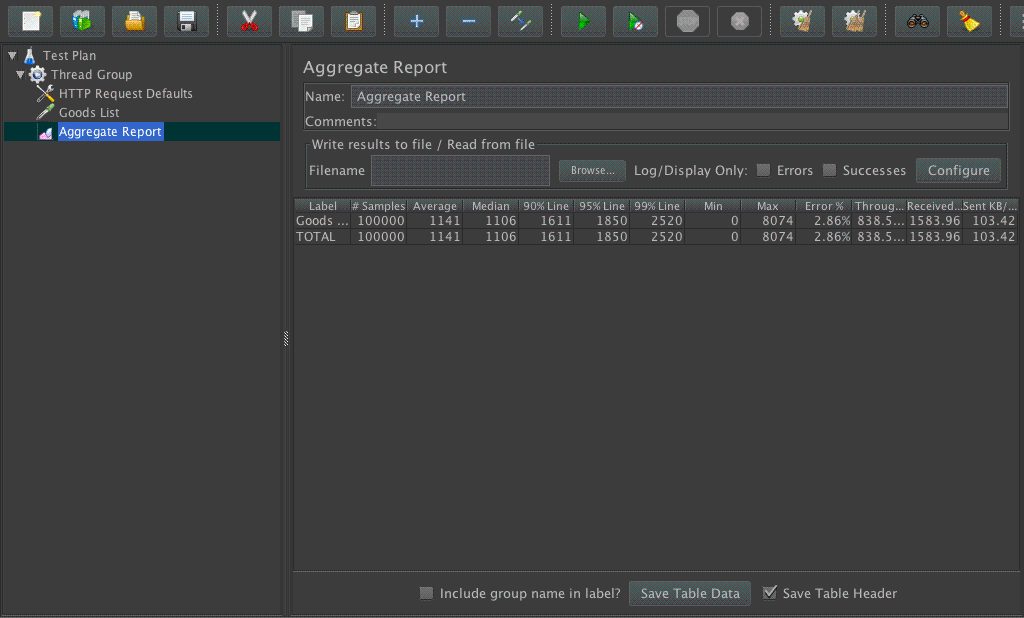 Test Plan
Thread Group
HTTP Request Defaults
Goods List
Aggregate Report
Aggregate Report
Name: Aggregate Report
Comments:
Write results to file / Read from file
Filename Browse... Log/Display Only: Errors Successes Configure
Label # Samples Average Median 90% Line 95% Line 99% Line Min Max Error % Throug... Received... Sent KB/...
Goods ... 100000 1141 1106 1611 1850 2520 0 8074 2.86% 838.5... 1583.96 103.42
TOTAL 100000 1141 1106 1611 1850 2520 0 8074 2.86% 838.5... 1583.96 103.42
Include group name in label? Save Table Data Save Table Header